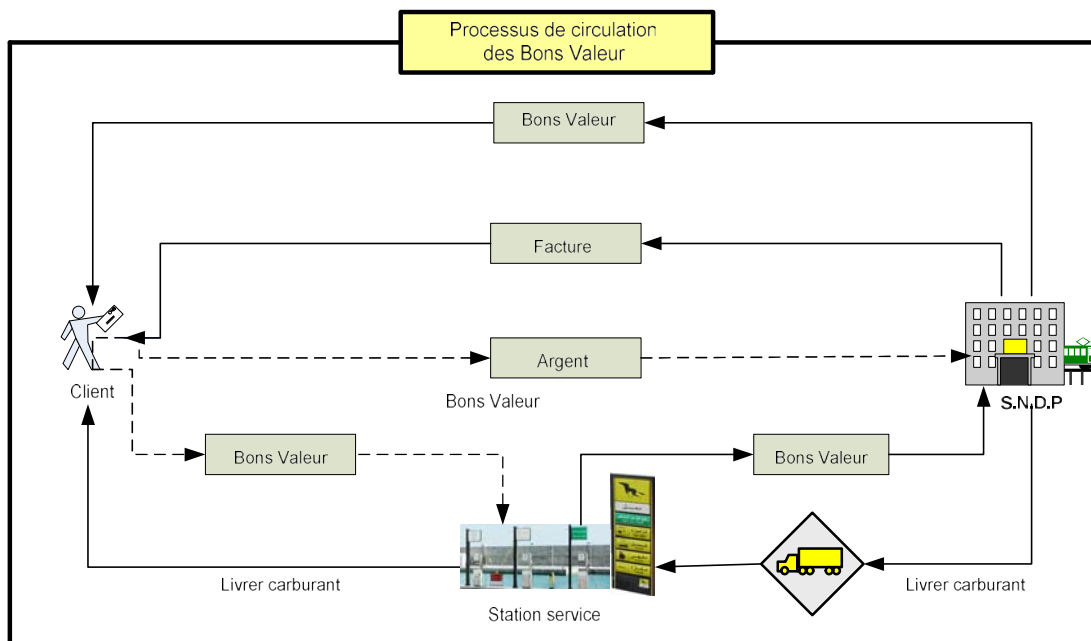 Processus de circulation
des Bons Valeur
Bons Valeur
Facture
Argent
Client
Bons Valeur
S.N.D.P
Bons Valeur
Bons Valeur
Livrer carburant
Livrer carburant
Station service